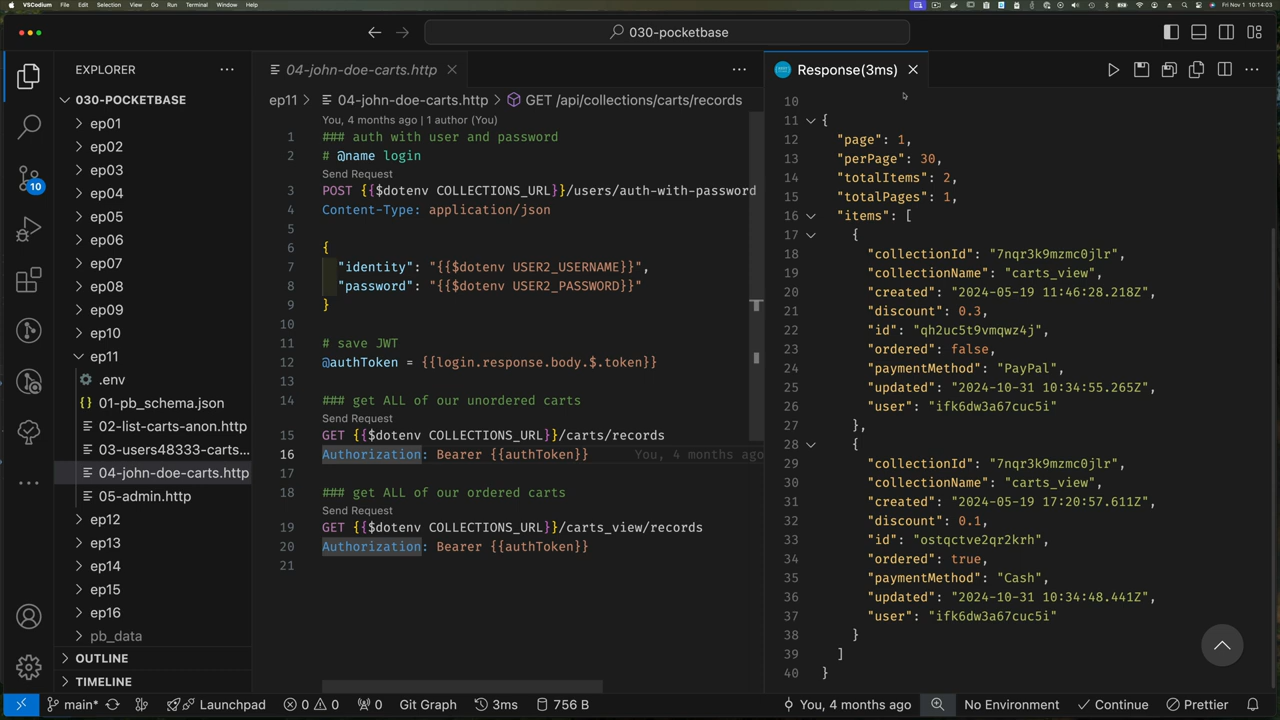 VSCodium File Edit Selection View Go Run Terminal Window Help
Fri Nov 1 10:14:03
030-pocketbase
EXPLORER
030-POCKETBASE
ep01
ep02
ep03
ep04
ep05
ep06
ep07
ep08
ep09
ep10
ep11
.env
01-pb_schema.json
02-list-carts-anon.http
03-users48333-carts...
04-john-doe-carts.http
05-admin.http
ep12
ep13
ep14
ep15
ep16
pb_data
OUTLINE
TIMELINE
10
04-john-doe-carts.http
ep11 > 04-john-doe-carts.http > GET /api/collections/carts/records
You, 4 months ago | 1 author (You)
1 ### auth with user and password
2 # @name login
Send Request
3 POST {{$dotenv COLLECTIONS_URL}}/users/auth-with-password
4 Content-Type: application/json
5
6 {
7 "identity": "{{$dotenv USER2_USERNAME}}",
8 "password": "{{$dotenv USER2_PASSWORD}}"
9 }
10
11 # save JWT
12 @authToken = {{login.response.body.$.token}}
13
14 ### get ALL of our unordered carts
Send Request
15 GET {{$dotenv COLLECTIONS_URL}}/carts/records
16 Authorization: Bearer {{authToken}} You, 4 months ago
17
18 ### get ALL of our ordered carts
Send Request
19 GET {{$dotenv COLLECTIONS_URL}}/carts_view/records
20 Authorization: Bearer {{authToken}}
21
Response(3ms)
10
11 {
12 "page": 1,
13 "perPage": 30,
14 "totalItems": 2,
15 "totalPages": 1,
16 "items": [
17 {
18 "collectionId": "7nqr3k9mzmc0jlr",
19 "collectionName": "carts_view",
20 "created": "2024-05-19 11:46:28.218Z",
21 "discount": 0.3,
22 "id": "qh2uc5t9vmqwz4j",
23 "ordered": false,
24 "paymentMethod": "PayPal",
25 "updated": "2024-10-31 10:34:55.265Z",
26 "user": "ifk6dw3a67cuc5i"
27 },
28 {
29 "collectionId": "7nqr3k9mzmc0jlr",
30 "collectionName": "carts_view",
31 "created": "2024-05-19 17:20:57.611Z",
32 "discount": 0.1,
33 "id": "ostqctve2qr2krh",
34 "ordered": true,
35 "paymentMethod": "Cash",
36 "updated": "2024-10-31 10:34:48.441Z",
37 "user": "ifk6dw3a67cuc5i"
38 }
39 ]
40 }
main* Launchpad 0 0 0 Git Graph 3ms 756 B You, 4 months ago No Environment Continue Prettier